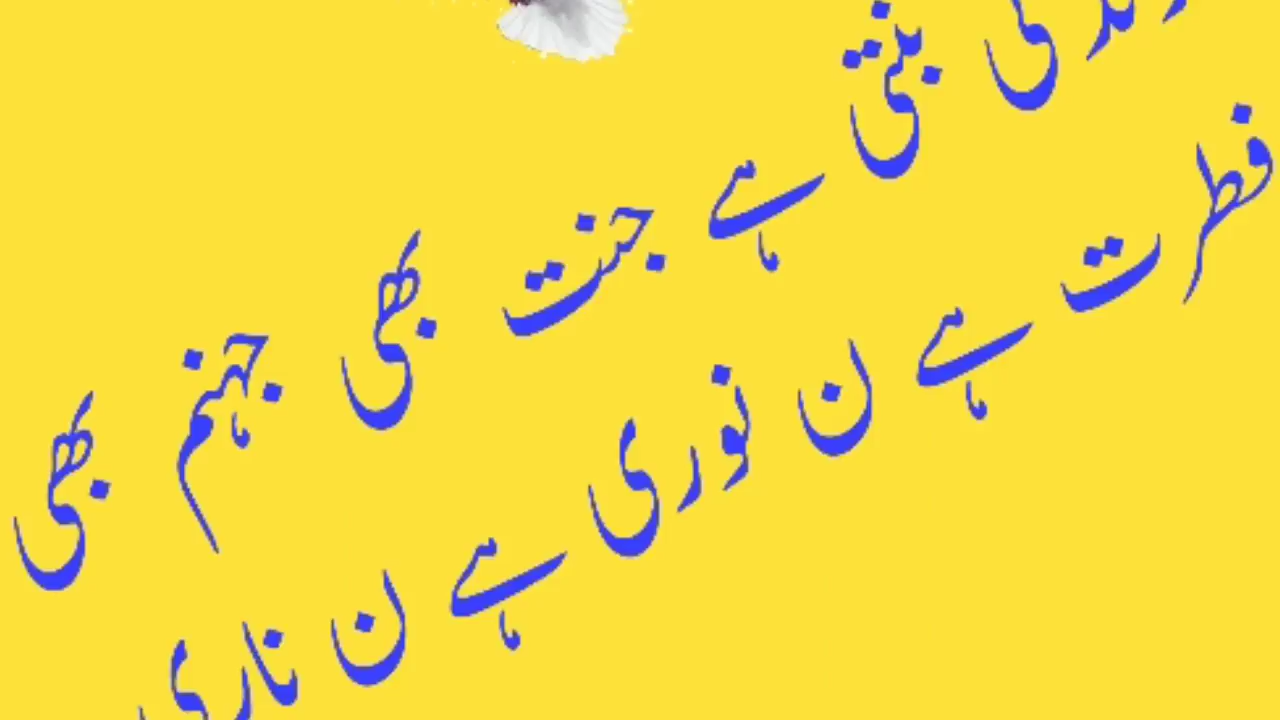 بنتی ہے جنت بھی جہنم بھی
فطرت ہے ن نوری ہے ن ناری